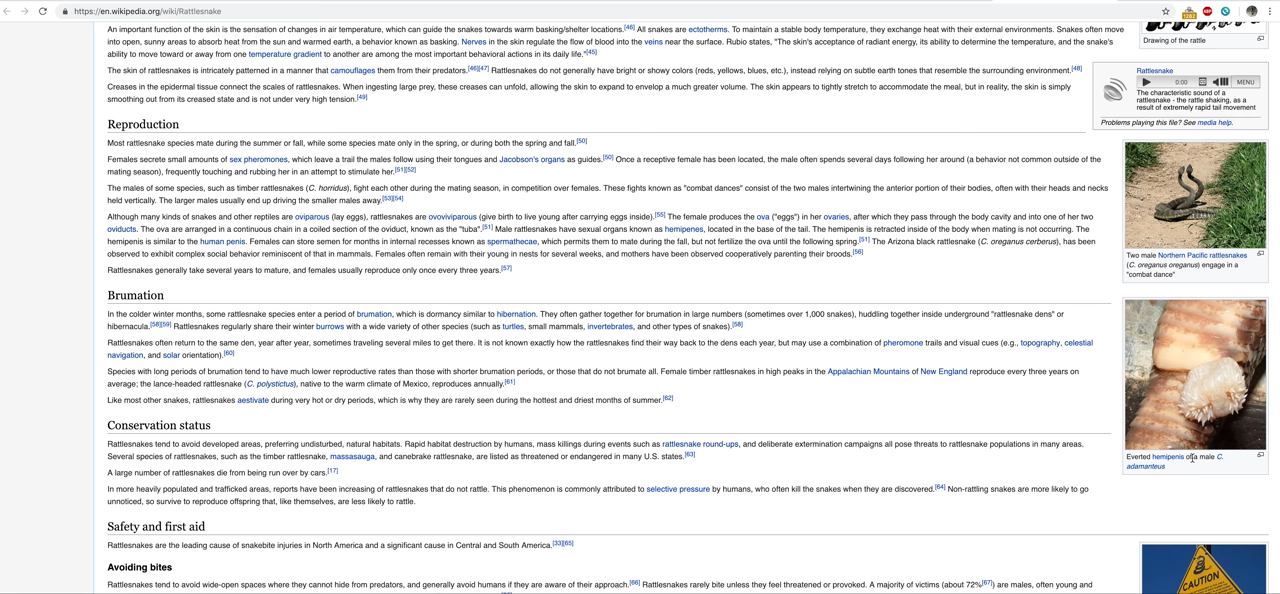 https://en.wikipedia.org/wiki/Rattlesnake
An important function of the skin is the sensation of changes in air temperature, which can guide the snakes towards warm basking/shelter locations.[46] All snakes are ectotherms. To maintain a stable body temperature, they exchange heat with their external environments. Snakes often move
into open, sunny areas to absorb heat from the sun and warmed earth, a behavior known as basking. Nerves in the skin regulate the flow of blood into the veins near the surface. Rubio states, "The skin's acceptance of radiant energy, its ability to determine the temperature, and the snake's
ability to move toward or away from one temperature gradient to another are among the most important behavioral actions in its daily life."[45]
The skin of rattlesnakes is intricately patterned in a manner that camouflages them from their predators.[46][47] Rattlesnakes do not generally have bright or showy colors (reds, yellows, blues, etc.), instead relying on subtle earth tones that resemble the surrounding environment.[48]
Creases in the epidermal tissue connect the scales of rattlesnakes. When ingesting large prey, these creases can unfold, allowing the skin to expand to envelop a much greater volume. The skin appears to tightly stretch to accommodate the meal, but in reality, the skin is simply
smoothing out from its creased state and is not under very high tension.[49]
Reproduction
Most rattlesnake species mate during the summer or fall, while some species mate only in the spring, or during both the spring and fall.[50]
Females secrete small amounts of sex pheromones, which leave a trail the males follow using their tongues and Jacobson's organs as guides.[50] Once a receptive female has been located, the male often spends several days following her around (a behavior not common outside of the
mating season), frequently touching and rubbing her in an attempt to stimulate her.[51][52]
The males of some species, such as timber rattlesnakes (C. horridus), fight each other during the mating season, in competition over females. These fights known as "combat dances" consist of the two males intertwining the anterior portion of their bodies, often with their heads and necks
held vertically. The larger males usually end up driving the smaller males away.[53][54]
Although many kinds of snakes and other reptiles are oviparous (lay eggs), rattlesnakes are ovoviviparous (give birth to live young after carrying eggs inside).[55] The female produces the ova ("eggs") in her ovaries, after which they pass through the body cavity and into one of her two
oviducts. The ova are arranged in a continuous chain in a coiled section of the oviduct, known as the "tuba".[51] Male rattlesnakes have sexual organs known as hemipenes, located in the base of the tail. The hemipenis is retracted inside of the body when mating is not occurring. The
hemipenis is similar to the human penis. Females can store semen for months in internal recesses known as spermathecae, which permits them to mate during the fall, but not fertilize the ova until the following spring.[51] The Arizona black rattlesnake (C. oreganus cerberus), has been
observed to exhibit complex social behavior reminiscent of that in mammals. Females often remain with their young in nests for several weeks, and mothers have been observed cooperatively parenting their broods.[56]
Rattlesnakes generally take several years to mature, and females usually reproduce only once every three years.[57]
Brumation
In the colder winter months, some rattlesnake species enter a period of brumation, which is dormancy similar to hibernation. They often gather together for brumation in large numbers (sometimes over 1,000 snakes), huddling together inside underground "rattlesnake dens" or
hibernacula.[58][59] Rattlesnakes regularly share their winter burrows with a wide variety of other species (such as turtles, small mammals, invertebrates, and other types of snakes).[58]
Rattlesnakes often return to the same den, year after year, sometimes traveling several miles to get there. It is not known exactly how the rattlesnakes find their way back to the dens each year, but may use a combination of pheromone trails and visual cues (e.g., topography, celestial
navigation, and solar orientation).[60]
Species with long periods of brumation tend to have much lower reproductive rates than those with shorter brumation periods, or those that do not brumate all. Female timber rattlesnakes in high peaks in the Appalachian Mountains of New England reproduce every three years on
average; the lance-headed rattlesnake (C. polystictus), native to the warm climate of Mexico, reproduces annually.[61]
Like most other snakes, rattlesnakes aestivate during very hot or dry periods, which is why they are rarely seen during the hottest and driest months of summer.[62]
Conservation status
Rattlesnakes tend to avoid developed areas, preferring undisturbed, natural habitats. Rapid habitat destruction by humans, mass killings during events such as rattlesnake round-ups, and deliberate extermination campaigns all pose threats to rattlesnake populations in many areas.
Several species of rattlesnakes, such as the timber rattlesnake, massasauga, and canebrake rattlesnake, are listed as threatened or endangered in many U.S. states.[63]
A large number of rattlesnakes die from being run over by cars.[17]
In more heavily populated and trafficked areas, reports have been increasing of rattlesnakes that do not rattle. This phenomenon is commonly attributed to selective pressure by humans, who often kill the snakes when they are discovered.[64] Non-rattling snakes are more likely to go
unnoticed, so survive to reproduce offspring that, like themselves, are less likely to rattle.
Safety and first aid
Rattlesnakes are the leading cause of snakebite injuries in North America and a significant cause in Central and South America.[33][65]
Avoiding bites
Rattlesnakes tend to avoid wide-open spaces where they cannot hide from predators, and generally avoid humans if they are aware of their approach.[66] Rattlesnakes rarely bite unless they feel threatened or provoked. A majority of victims (about 72%[67]) are males, often young and
Drawing of the rattle
Rattlesnake
0:00 MENU
The characteristic sound of a
rattlesnake - the rattle shaking, as a
result of extremely rapid tail movement
Problems playing this file? See media help.
Two male Northern Pacific rattlesnakes
(C. oreganus oreganus) engage in a
"combat dance"
Everted hemipenis of a male C.
adamanteus
CAUTION